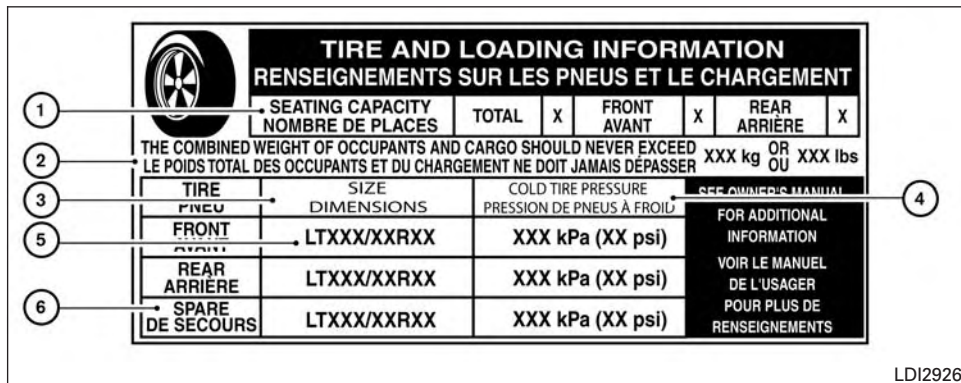 TIRE AND LOADING INFORMATION
RENSEIGNEMENTS SUR LES PNEUS ET LE CHARGEMENT
1
SEATING CAPACITY
NOMBRE DE PLACES
TOTAL
X
FRONT
AVANT
X
REAR
ARRIÈRE
X
2
THE COMBINED WEIGHT OF OCCUPANTS AND CARGO SHOULD NEVER EXCEED
LE POIDS TOTAL DES OCCUPANTS ET DU CHARGEMENT NE DOIT JAMAIS DÉPASSER
XXX kg OR XXX lbs
OU
3
TIRE
PNEU
SIZE
DIMENSIONS
COLD TIRE PRESSURE
PRESSION DE PNEUS À FROID
4
SEE OWNER'S MANUAL
FOR ADDITIONAL
INFORMATION
VOIR LE MANUEL
DE L'USAGER
POUR PLUS DE
RENSEIGNEMENTS
5
FRONT
AVANT
LTXXX/XXRXX
XXX kPa (XX psi)
REAR
ARRIÈRE
LTXXX/XXRXX
XXX kPa (XX psi)
6
SPARE
DE SECOURS
LTXXX/XXRXX
XXX kPa (XX psi)
LDI2926